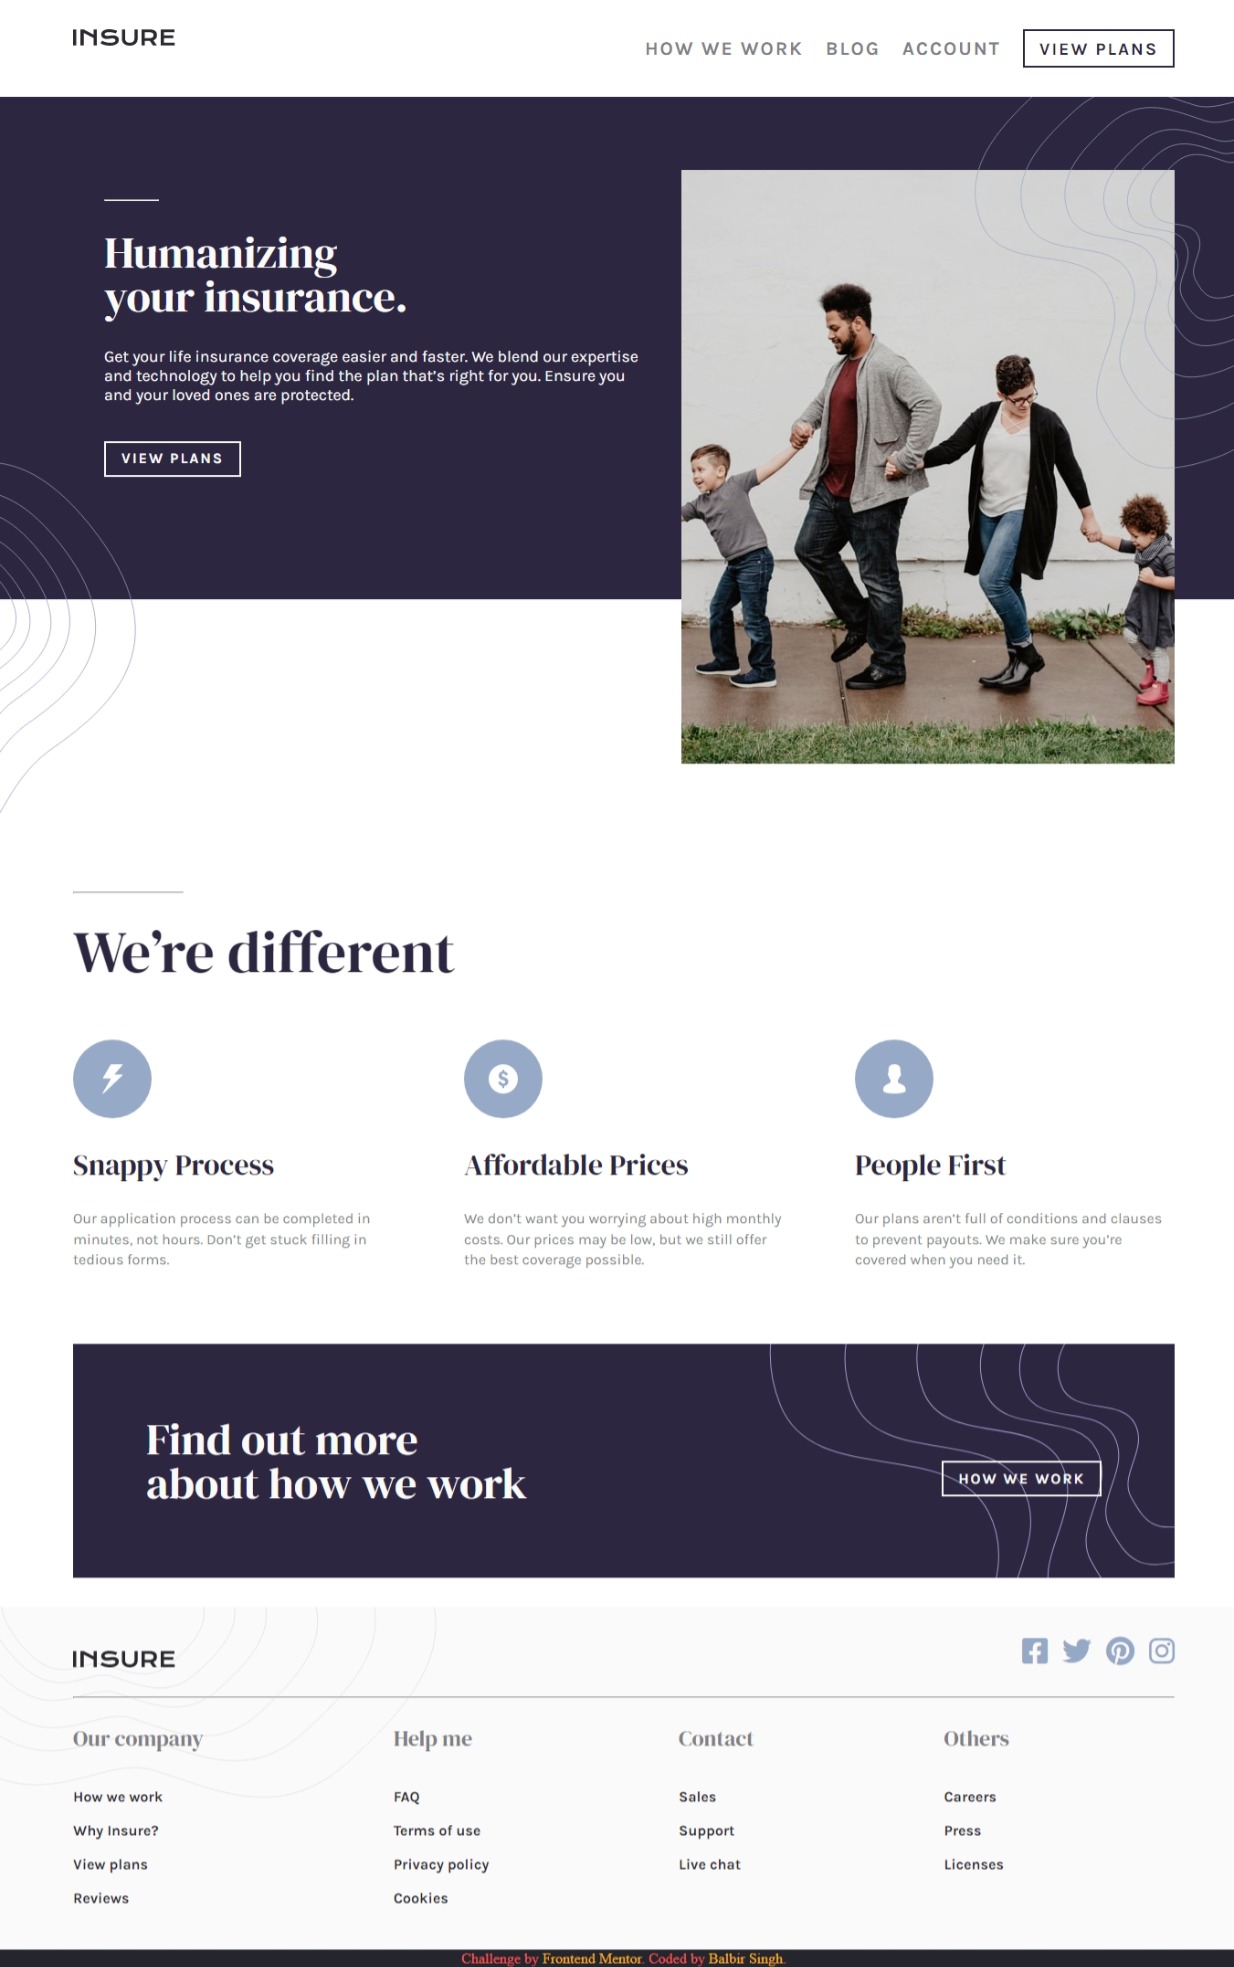 INSURE
HOW WE WORK BLOG ACCOUNT VIEW PLANS
Humanizing
your insurance.
Get your life insurance coverage easier and faster. We blend our expertise
and technology to help you find the plan that’s right for you. Ensure you
and your loved ones are protected.
VIEW PLANS
We’re different
Snappy Process
Our application process can be completed in
minutes, not hours. Don’t get stuck filling in
tedious forms.
Affordable Prices
We don’t want you worrying about high monthly
costs. Our prices may be low, but we still offer
the best coverage possible.
People First
Our plans aren’t full of conditions and clauses
to prevent payouts. We make sure you’re
covered when you need it.
Find out more
about how we work
HOW WE WORK
INSURE
Our company
How we work
Why Insure?
View plans
Reviews
Help me
FAQ
Terms of use
Privacy policy
Cookies
Contact
Sales
Support
Live chat
Others
Careers
Press
Licenses
Challenge by Frontend Mentor. Coded by Balbir Singh.